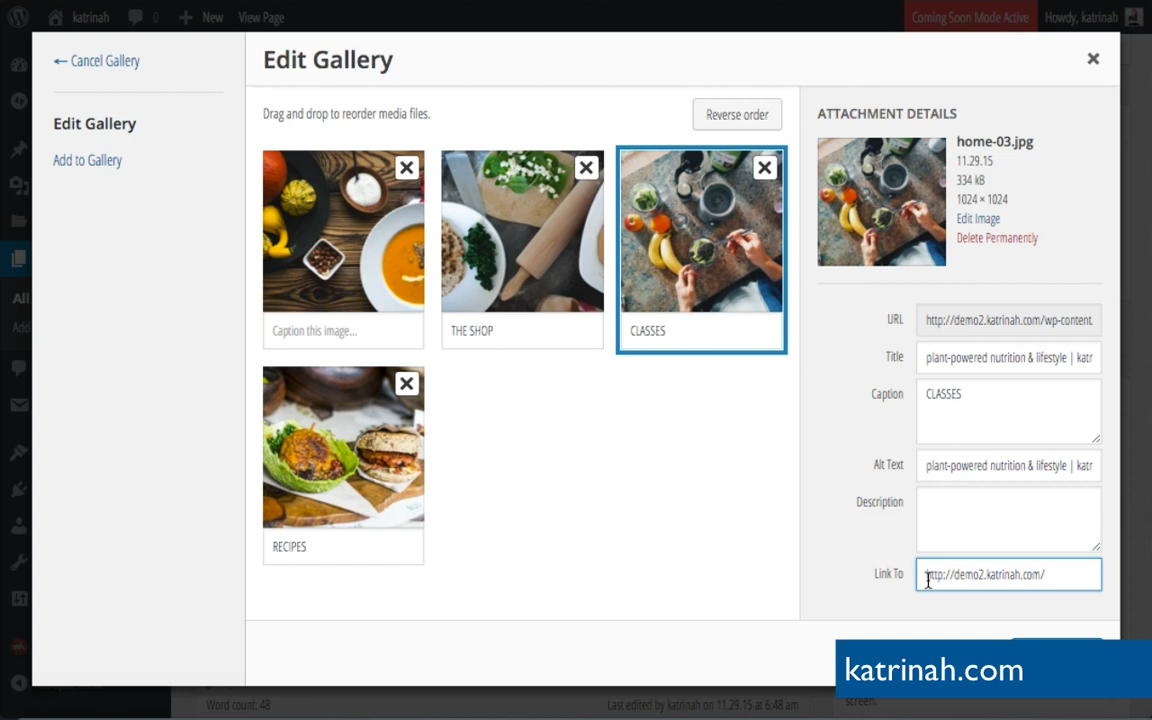 katrinah
0
New
View Page
Coming Soon Mode Active
Howdy, katrinah
← Cancel Gallery
Edit Gallery
Add to Gallery
Edit Gallery
Drag and drop to reorder media files.
Reverse order
Caption this image...
THE SHOP
CLASSES
RECIPES
ATTACHMENT DETAILS
home-03.jpg
11.29.15
334 kB
1024 × 1024
Edit Image
Delete Permanently
URL
http://demo2.katrinah.com/wp-content
Title
plant-powered nutrition & lifestyle | katr
Caption
CLASSES
Alt Text
plant-powered nutrition & lifestyle | katr
Description
Link To
http://demo2.katrinah.com/
katrinah.com
All
Add
Word count: 48
Last edited by katrinah on 11.29.15 at 6:48 am
screen.